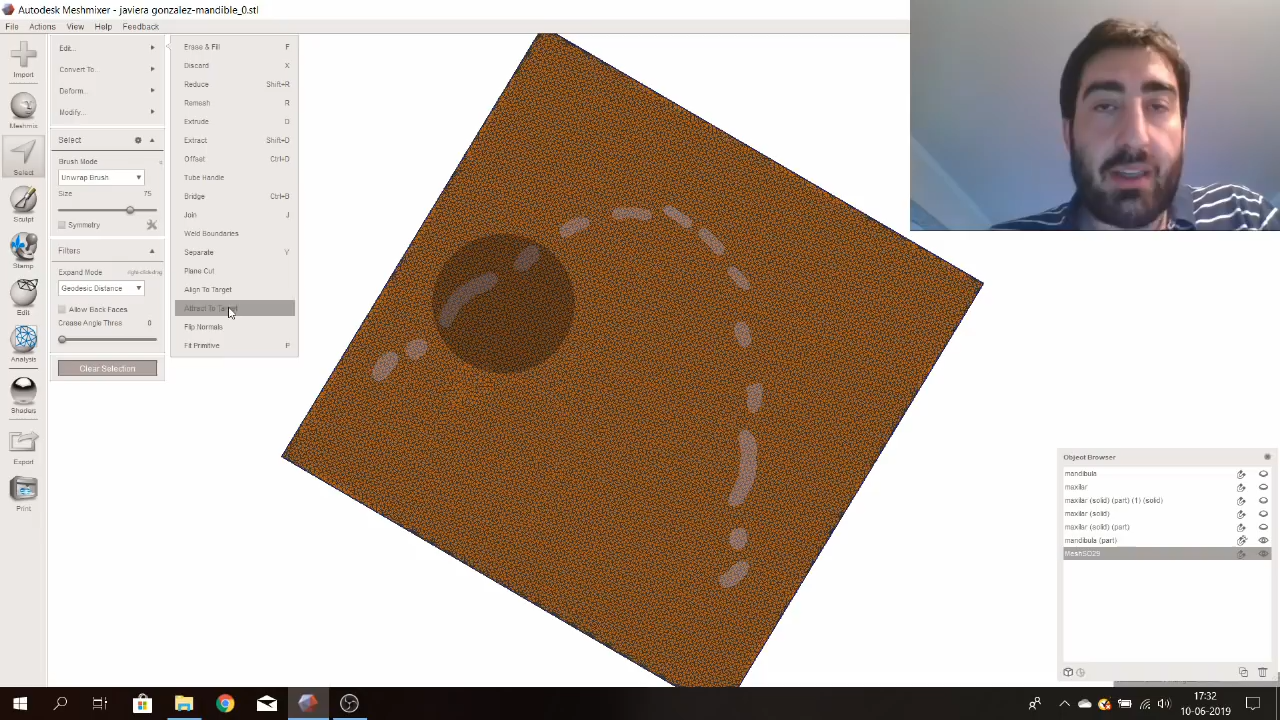 Autodesk Meshmixer - javiera gonzalez-mandible_0.stl
File Actions View Help Feedback
Import
Meshmix
Select
Sculpt
Stamp
Edit
Analysis
Shaders
Export
Print
Edit...
Convert To...
Deform...
Modify...
Select
Brush Mode
Unwrap Brush
Size 75
Symmetry
Filters
Expand Mode
Geodesic Distance
Allow Back Faces
Crease Angle Thres 0
Clear Selection
Erase & Fill F
Discard X
Reduce Shift+R
Remesh R
Extrude D
Extract Shift+D
Offset Ctrl+D
Tube Handle
Bridge Ctrl+B
Join J
Weld Boundaries
Separate Y
Plane Cut
Align To Target
Attract To Target
Flip Normals
Fit Primitive P
Object Browser
mandibula
maxilar
maxilar (solid) (part) (1) (solid)
maxilar (solid)
maxilar (solid) (part)
mandibula (part)
17:32
10-06-2019